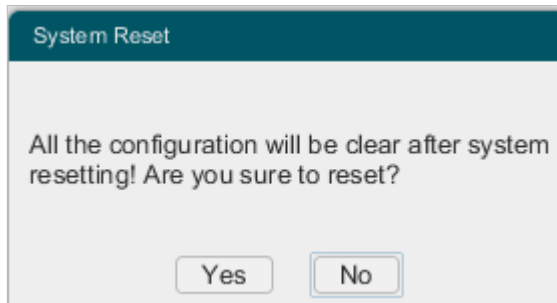 System Reset
All the configuration will be clear after system
resetting! Are you sure to reset?
Yes No